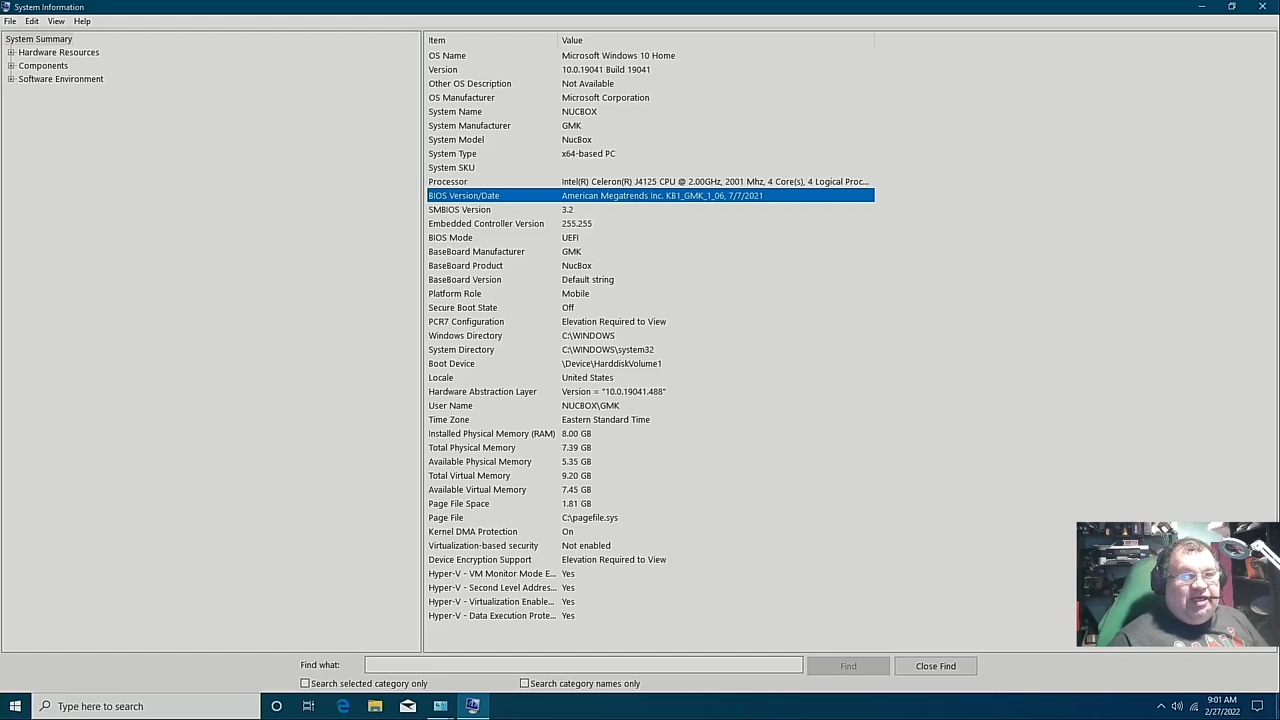 System Information
File Edit View Help
System Summary
Hardware Resources
Components
Software Environment
Item Value
OS Name Microsoft Windows 10 Home
Version 10.0.19041 Build 19041
Other OS Description Not Available
OS Manufacturer Microsoft Corporation
System Name NUCBOX
System Manufacturer GMK
System Model NucBox
System Type x64-based PC
System SKU
Processor Intel(R) Celeron(R) J4125 CPU @ 2.00GHz, 2001 Mhz, 4 Core(s), 4 Logical Proc...
BIOS Version/Date American Megatrends Inc. KB1_GMK_1_06, 7/7/2021
SMBIOS Version 3.2
Embedded Controller Version 255.255
BIOS Mode UEFI
BaseBoard Manufacturer GMK
BaseBoard Product NucBox
BaseBoard Version Default string
Platform Role Mobile
Secure Boot State Off
PCR7 Configuration Elevation Required to View
Windows Directory C:\WINDOWS
System Directory C:\WINDOWS\system32
Boot Device \Device\HarddiskVolume1
Locale United States
Hardware Abstraction Layer Version = "10.0.19041.488"
User Name NUCBOX\GMK
Time Zone Eastern Standard Time
Installed Physical Memory (RAM) 8.00 GB
Total Physical Memory 7.39 GB
Available Physical Memory 5.35 GB
Total Virtual Memory 9.20 GB
Available Virtual Memory 7.45 GB
Page File Space 1.81 GB
Page File C:\pagefile.sys
Kernel DMA Protection On
Virtualization-based security Not enabled
Device Encryption Support Elevation Required to View
Hyper-V - VM Monitor Mode E... Yes
Hyper-V - Second Level Addres... Yes
Hyper-V - Virtualization Enable... Yes
Hyper-V - Data Execution Prote... Yes
Find what: Find Close Find
Search selected category only Search category names only
Type here to search
9:01 AM
2/27/2022